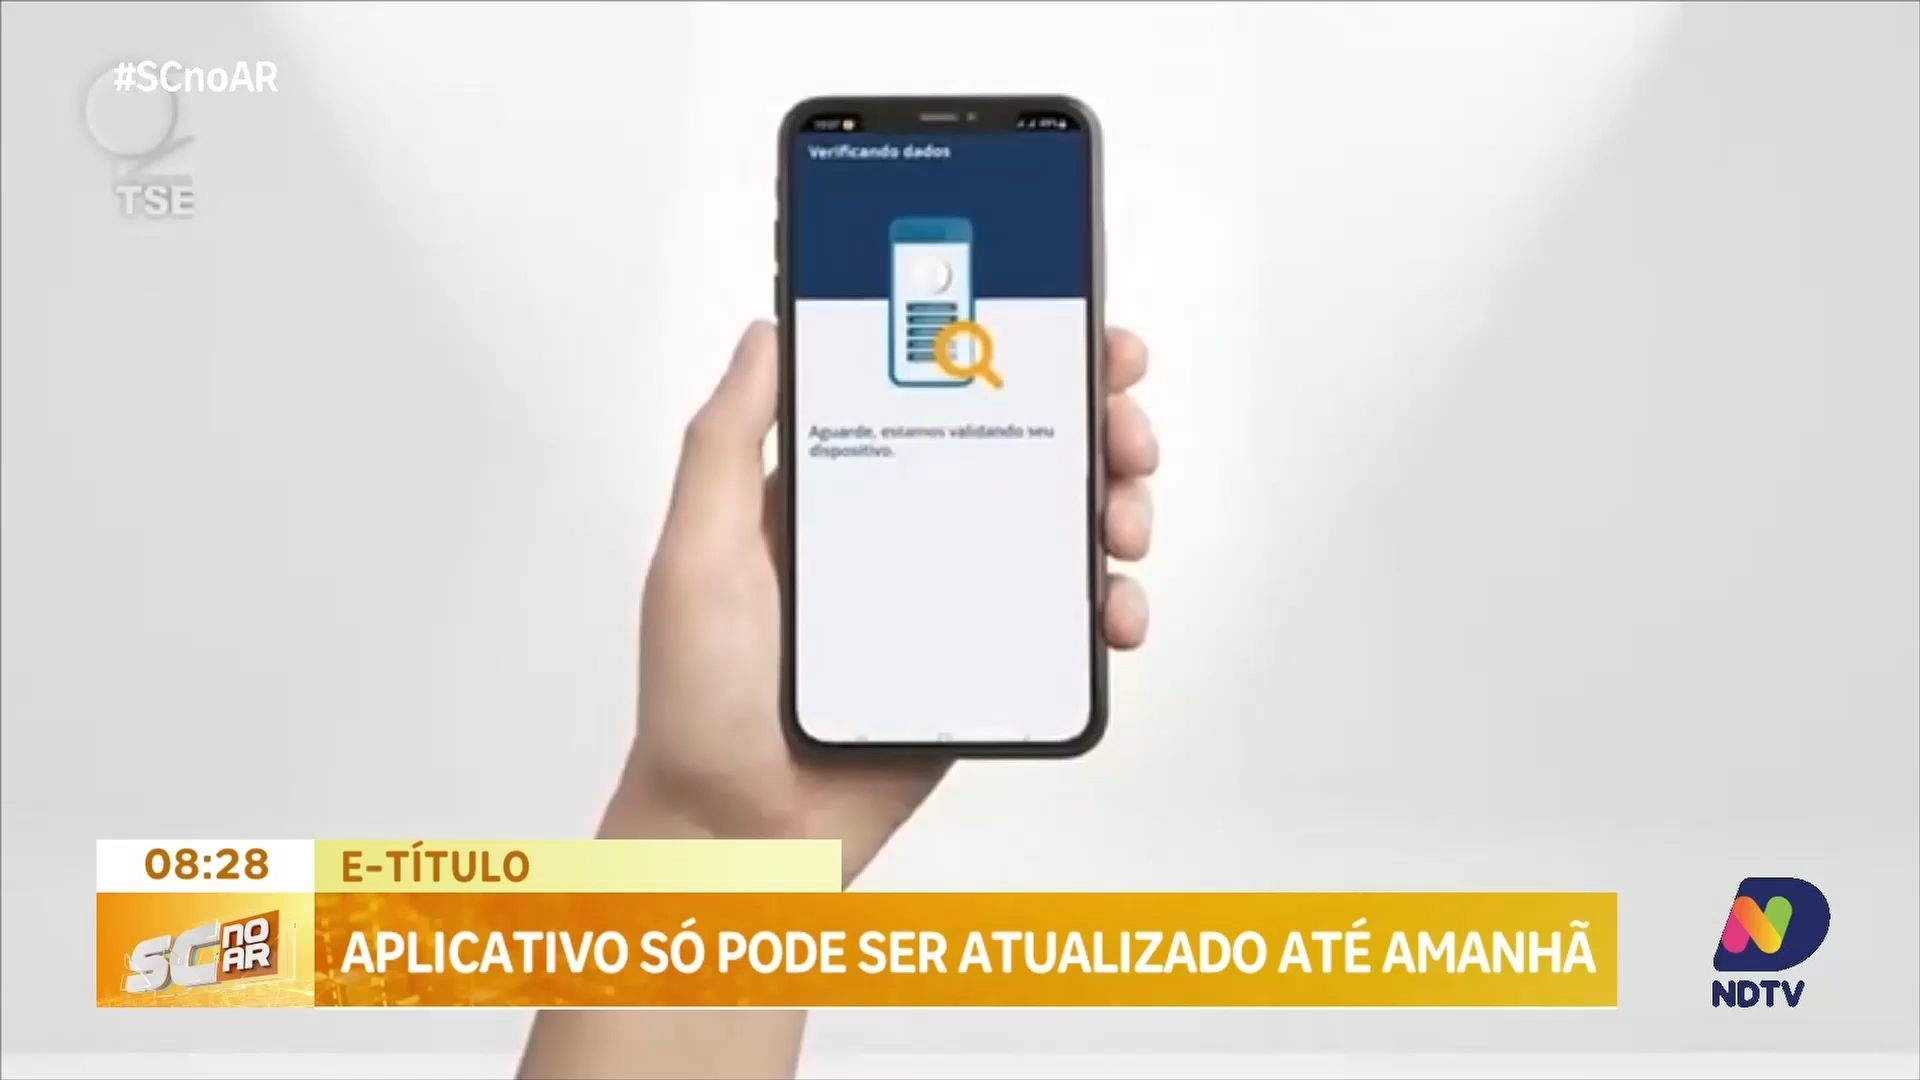 #SCnoAR
TSE
Verificando dados
Aguarde, estamos validando seu
dispositivo.
08:28
E-TÍTULO
SC NO AR
APLICATIVO SÓ PODE SER ATUALIZADO ATÉ AMANHÃ
NDTV